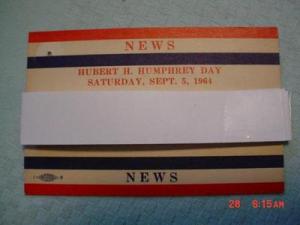 NEWS
HUBERT H. HUMPHREY DAY
SATURDAY, SEPT. 5, 1964
NEWS
28 8:15AM